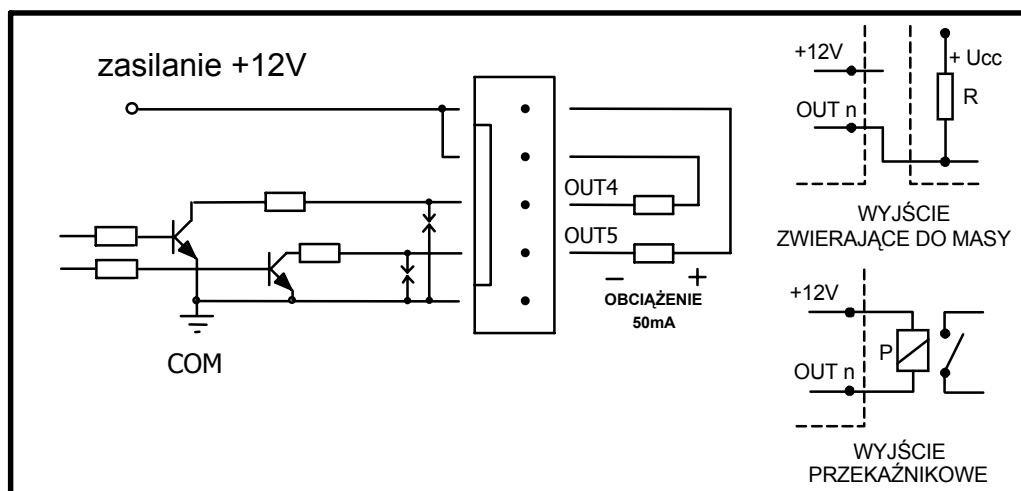 zasilanie +12V
COM
OUT4
OUT5
− +
OBCIĄŻENIE
50mA
+12V
OUT n
+ Ucc
R
WYJŚCIE
ZWIERAJĄCE DO MASY
+12V
P
OUT n
WYJŚCIE
PRZEKAŹNIKOWE